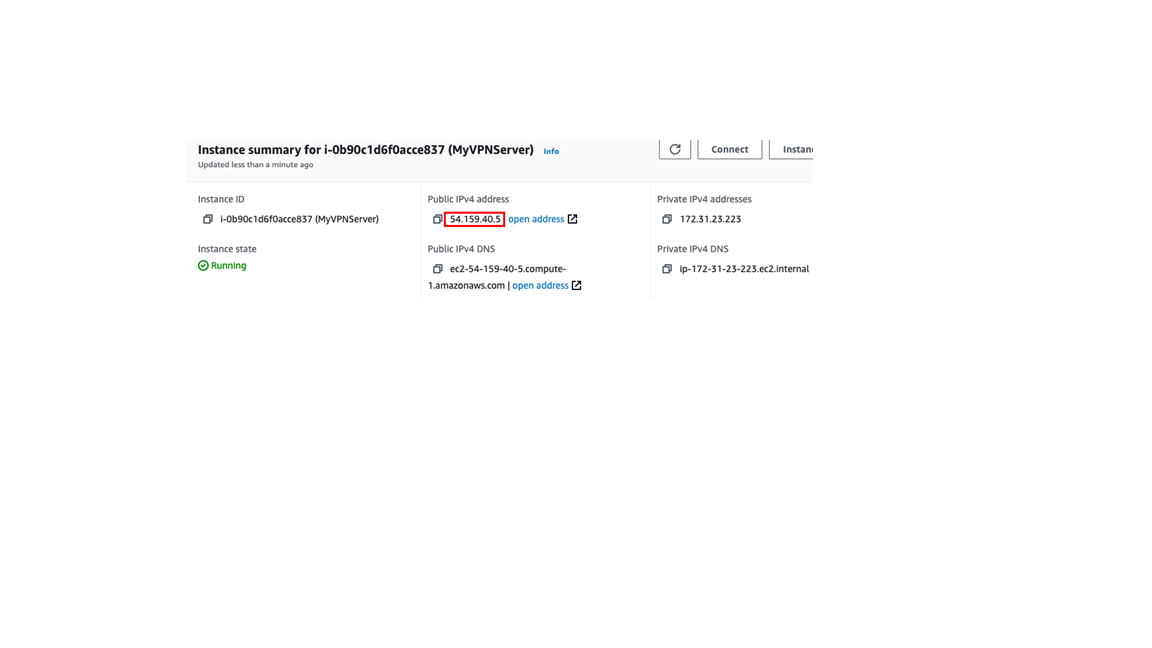 Instance summary for i-0b90c1d6f0acce837 (MyVPNServer) Info
Updated less than a minute ago
Connect
Instan
Instance ID
i-0b90c1d6f0acce837 (MyVPNServer)
Instance state
Running
Public IPv4 address
54.159.40.5 open address
Public IPv4 DNS
ec2-54-159-40-5.compute-
1.amazonaws.com | open address
Private IPv4 addresses
172.31.23.223
Private IPv4 DNS
ip-172-31-23-223.ec2.internal